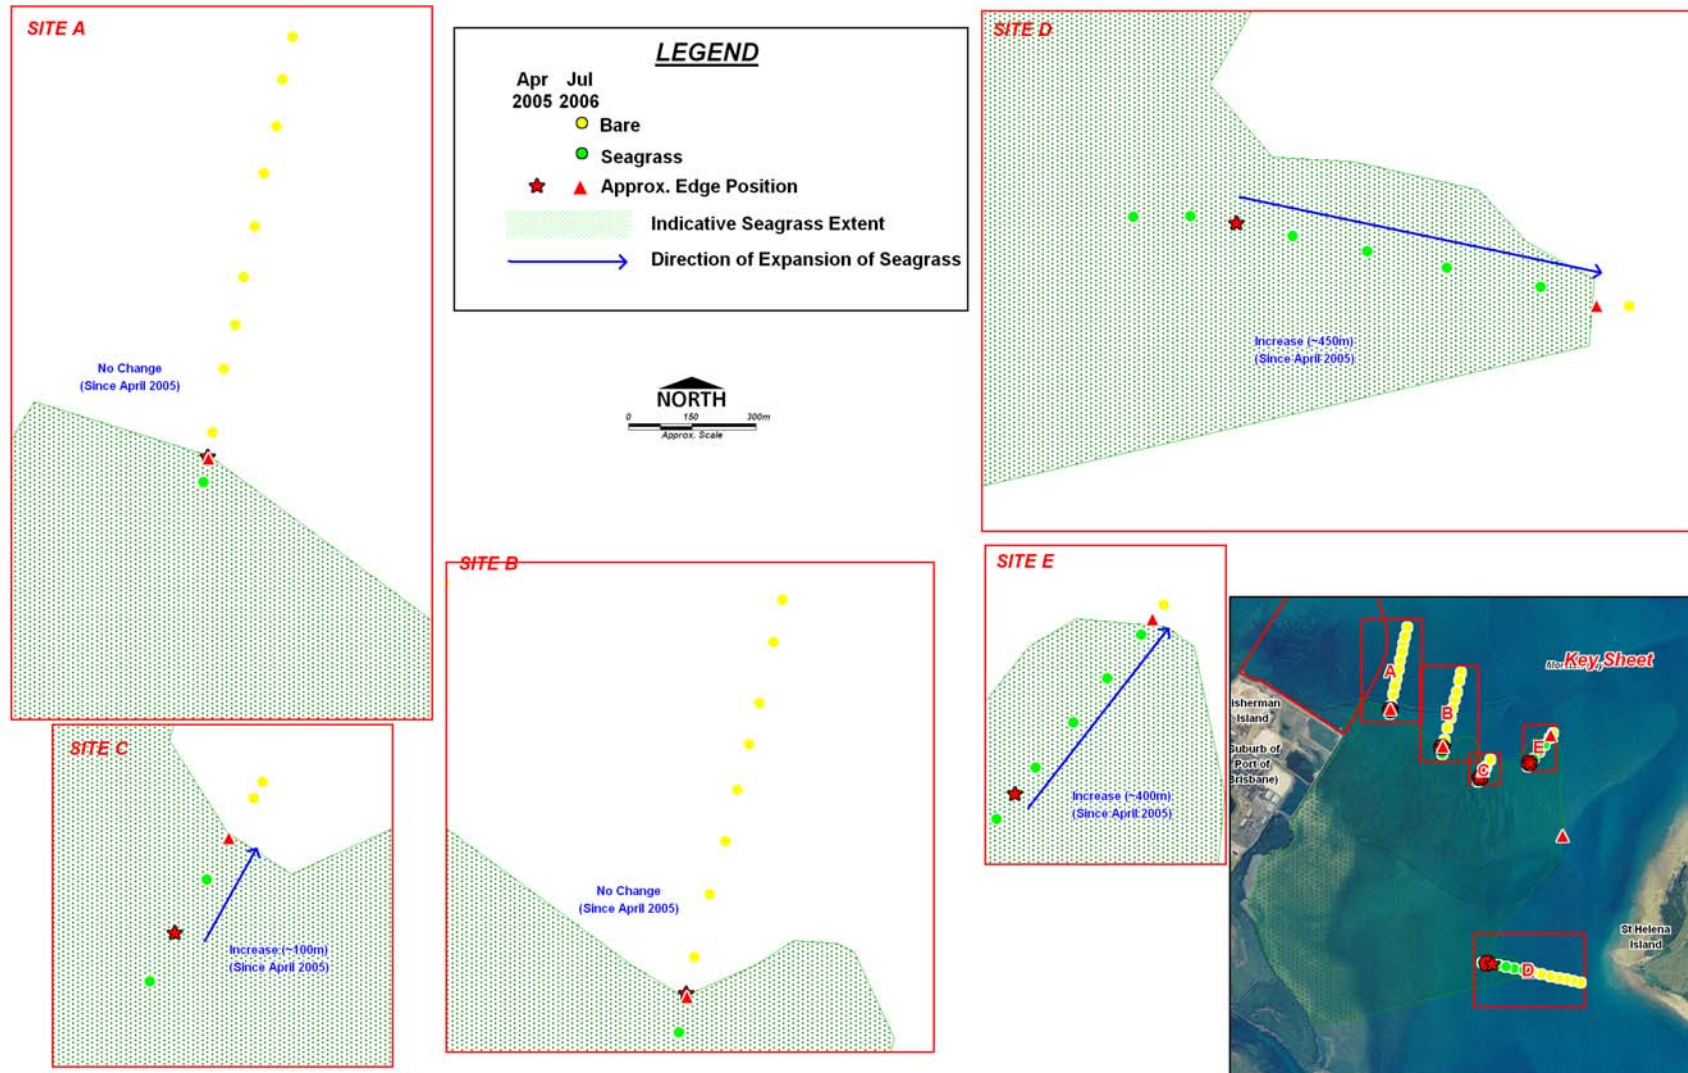 SITE A
No Change
(Since April 2005)
LEGEND
Apr Jul
2005 2006
Bare
Seagrass
Approx. Edge Position
Indicative Seagrass Extent
Direction of Expansion of Seagrass
NORTH
0 150 300m
Approx. Scale
SITE D
Increase (~450m)
(Since April 2005)
SITE B
No Change
(Since April 2005)
SITE C
Increase (~100m)
(Since April 2005)
SITE E
Increase (~400m)
(Since April 2005)
Key Sheet
A
B
C
E
D
isherman
Island
Suburb of
Port of
Brisbane)
St Helena
Island